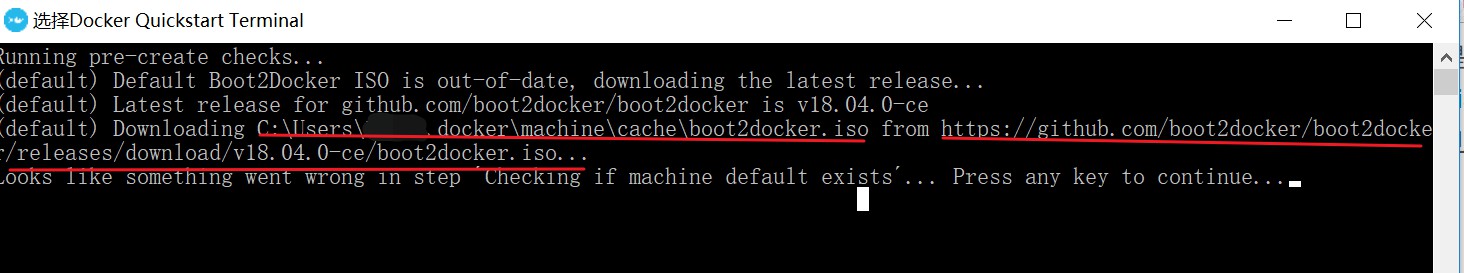 选择Docker Quickstart Terminal
Running pre-create checks...
(default) Default Boot2Docker ISO is out-of-date, downloading the latest release...
(default) Latest release for github.com/boot2docker/boot2docker is v18.04.0-ce
(default) Downloading C:\Users\ .docker\machine\cache\boot2docker.iso from https://github.com/boot2docker/boot2docke
r/releases/download/v18.04.0-ce/boot2docker.iso...
Looks like something went wrong in step ´Checking if machine default exists´... Press any key to continue...